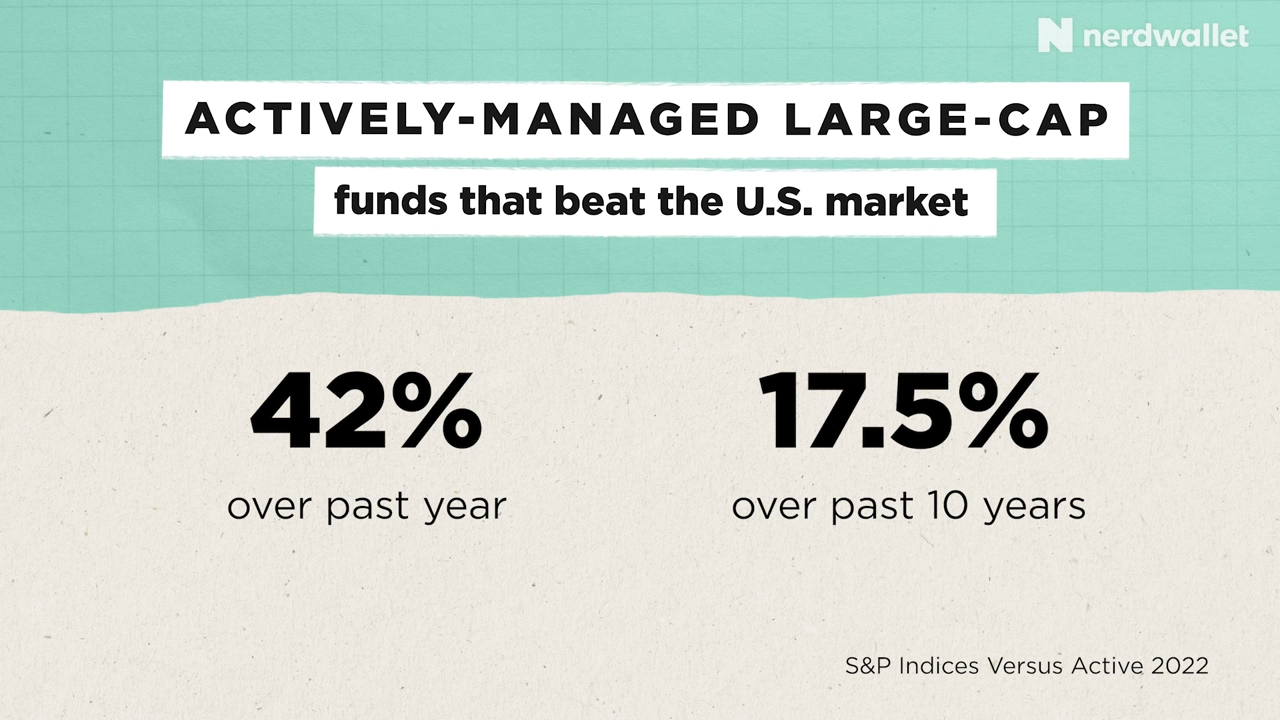 nerdwallet
ACTIVELY-MANAGED LARGE-CAP
funds that beat the U.S. market
42%
over past year
17.5%
over past 10 years
S&P Indices Versus Active 2022